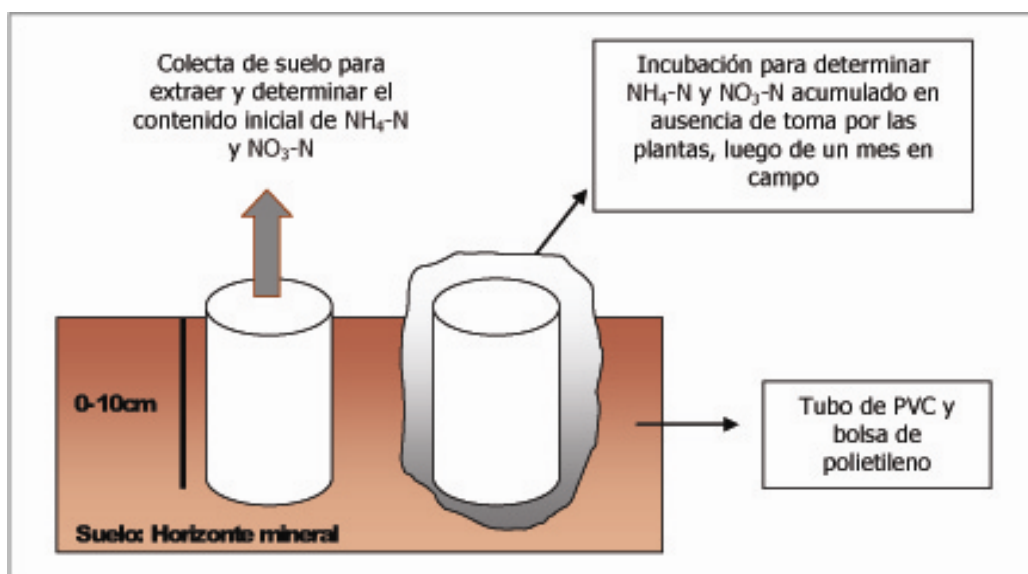 Colecta de suelo para
extraer y determinar el
contenido inicial de NH₄-N
y NO₃-N
Incubación para determinar
NH₄-N y NO₃-N acumulado en
ausencia de toma por las
plantas, luego de un mes en
campo
0-10cm
Tubo de PVC y
bolsa de
polietileno
Suelo: Horizonte mineral